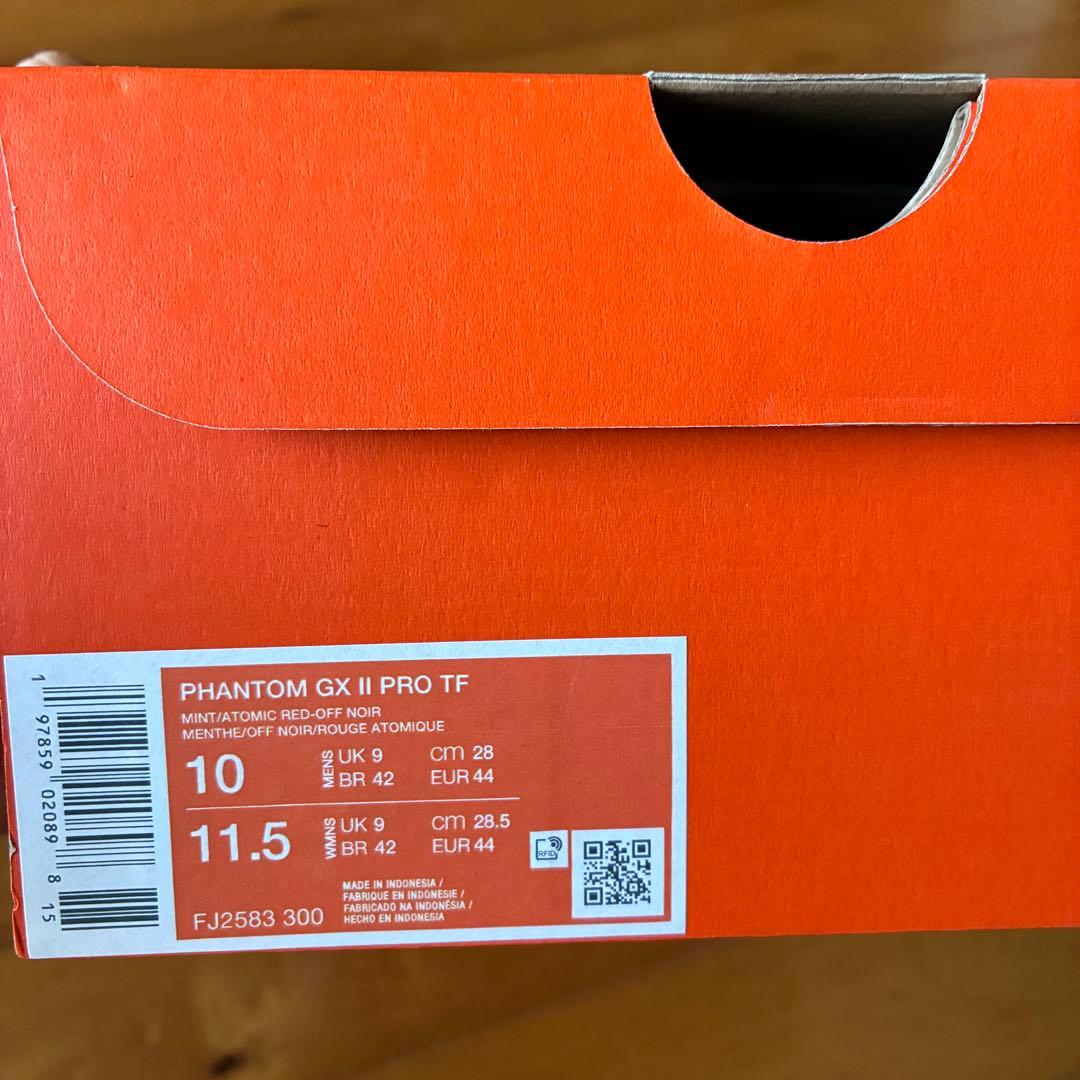 PHANTOM GX II PRO TF
MINT/ATOMIC RED-OFF NOIR
MENTHE/OFF NOIR/ROUGE ATOMIQUE
10 MENS UK 9 cm 28
BR 42 EUR 44
11.5 WMNS UK 9 cm 28.5
BR 42 EUR 44
RFID
MADE IN INDONESIA /
FABRIQUE EN INDONESIE /
FABRICADO NA INDONÉSIA /
HECHO EN INDONESIA
FJ2583 300
1 97859 02089 8 15